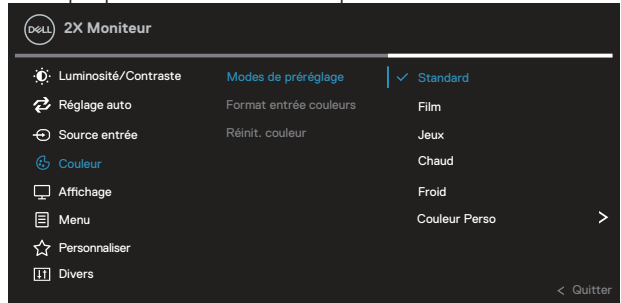 DELL 2X Moniteur
Luminosité/Contraste Modes de préréglage Standard
Réglage auto Format entrée couleurs Film
Source entrée Réinit. couleur Jeux
Couleur Chaud
Affichage Froid
Menu Couleur Perso >
Personnaliser
Divers
< Quitter